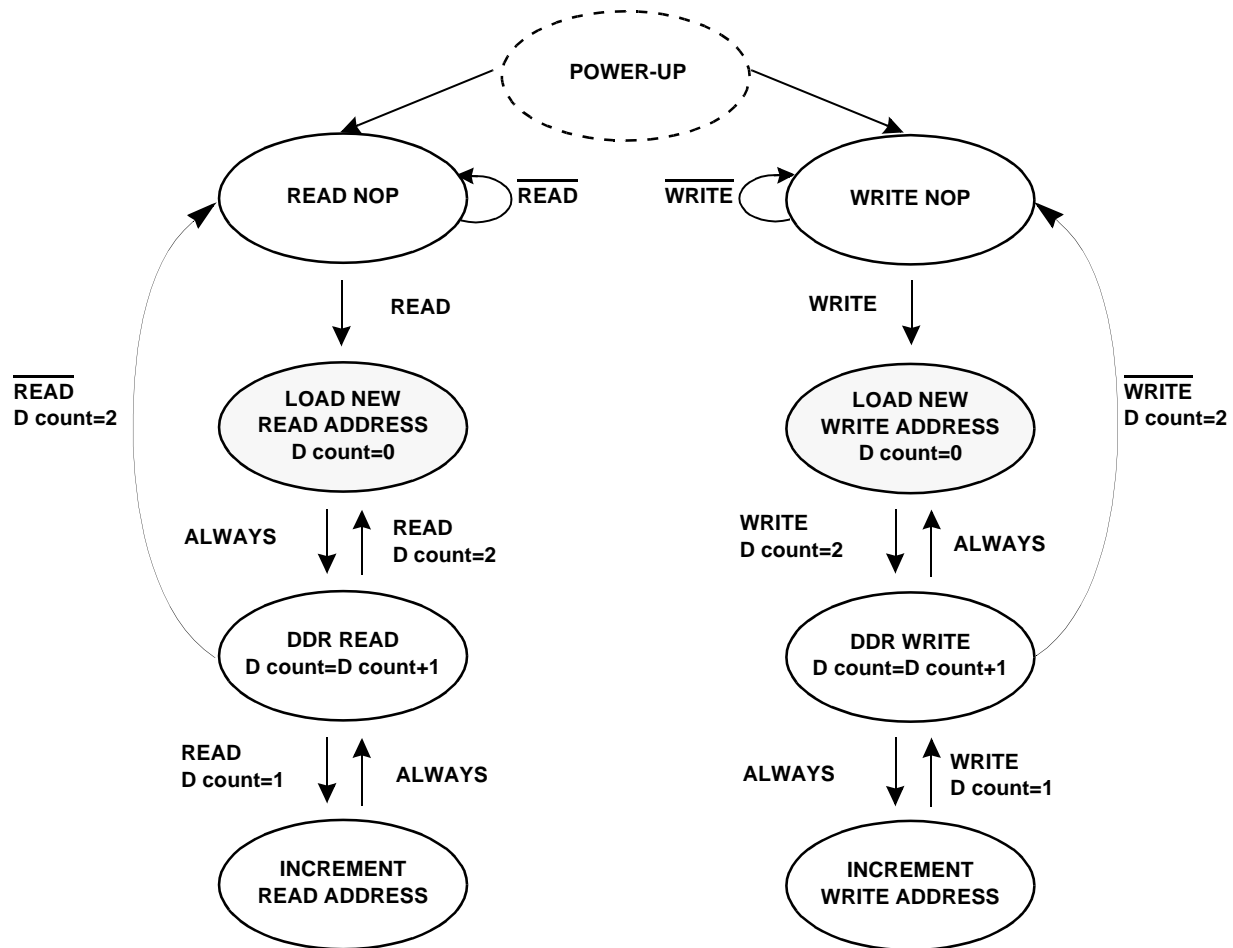 POWER-UP
READ NOP
READ
WRITE
WRITE NOP
READ
WRITE
READ
D count=2
LOAD NEW
READ ADDRESS
D count=0
LOAD NEW
WRITE ADDRESS
D count=0
WRITE
D count=2
ALWAYS
READ
D count=2
WRITE
D count=2
ALWAYS
DDR READ
D count=D count+1
DDR WRITE
D count=D count+1
READ
D count=1
ALWAYS
ALWAYS
WRITE
D count=1
INCREMENT
READ ADDRESS
INCREMENT
WRITE ADDRESS